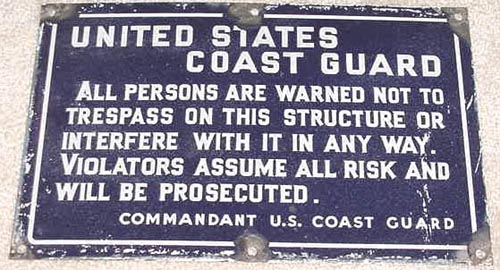 UNITED STATES
COAST GUARD
ALL PERSONS ARE WARNED NOT TO
TRESPASS ON THIS STRUCTURE OR
INTERFERE WITH IT IN ANY WAY.
VIOLATORS ASSUME ALL RISK AND
WILL BE PROSECUTED.
COMMANDANT U.S. COAST GUARD